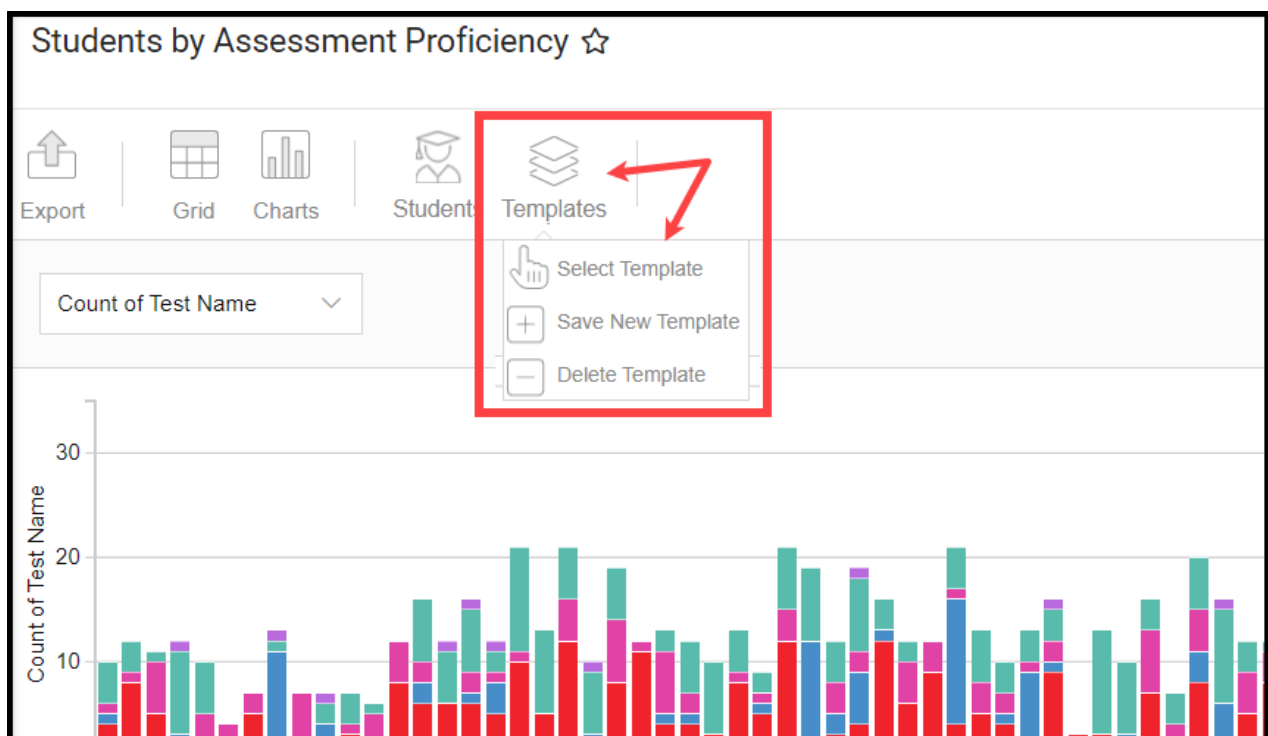 Students by Assessment Proficiency
Export
Grid
Charts
Students
Templates
Select Template
Save New Template
Delete Template
Count of Test Name
Count of Test Name
30
20
10